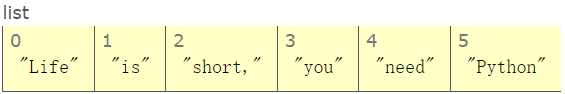 list
0 1 2 3 4 5
"Life" "is" "short," "you" "need" "Python"